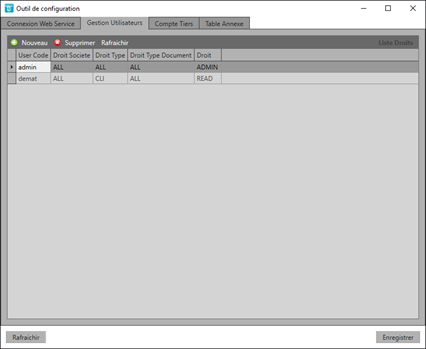 Outil de configuration
Connexion Web Service Gestion Utilisateurs Compte Tiers Table Annexe
Nouveau Supprimer Rafraichir Liste Droits
User Code Droit Societe Droit Type Droit Type Document Droit
admin ALL ALL ALL ADMIN
demat ALL CLI ALL READ
Rafraichir Enregistrer